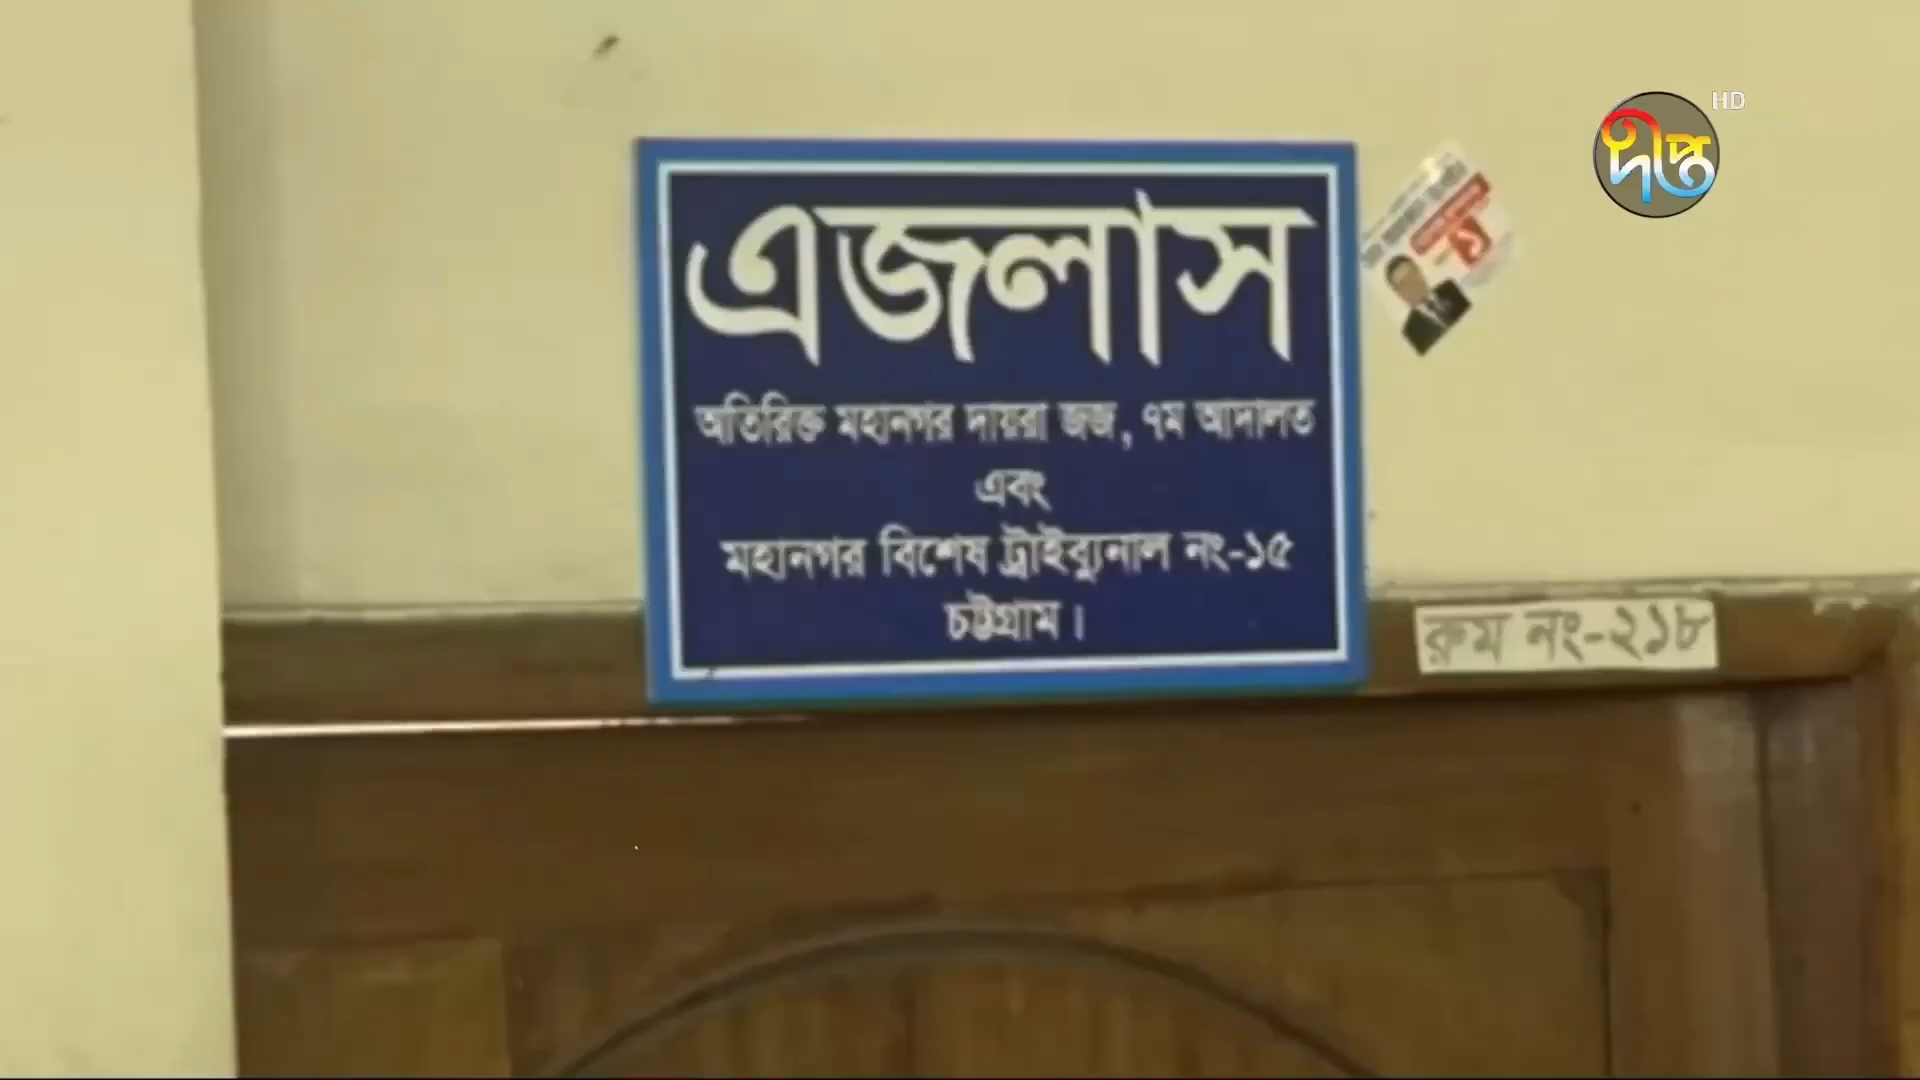 এজলাস
অতিরিক্ত মহানগর দায়রা জজ, ৭ম আদালত
এবং
মহানগর বিশেষ ট্রাইব্যুনাল নং-১৫
চট্টগ্রাম।
রুম নং-২১৮
দীপ্ত
HD